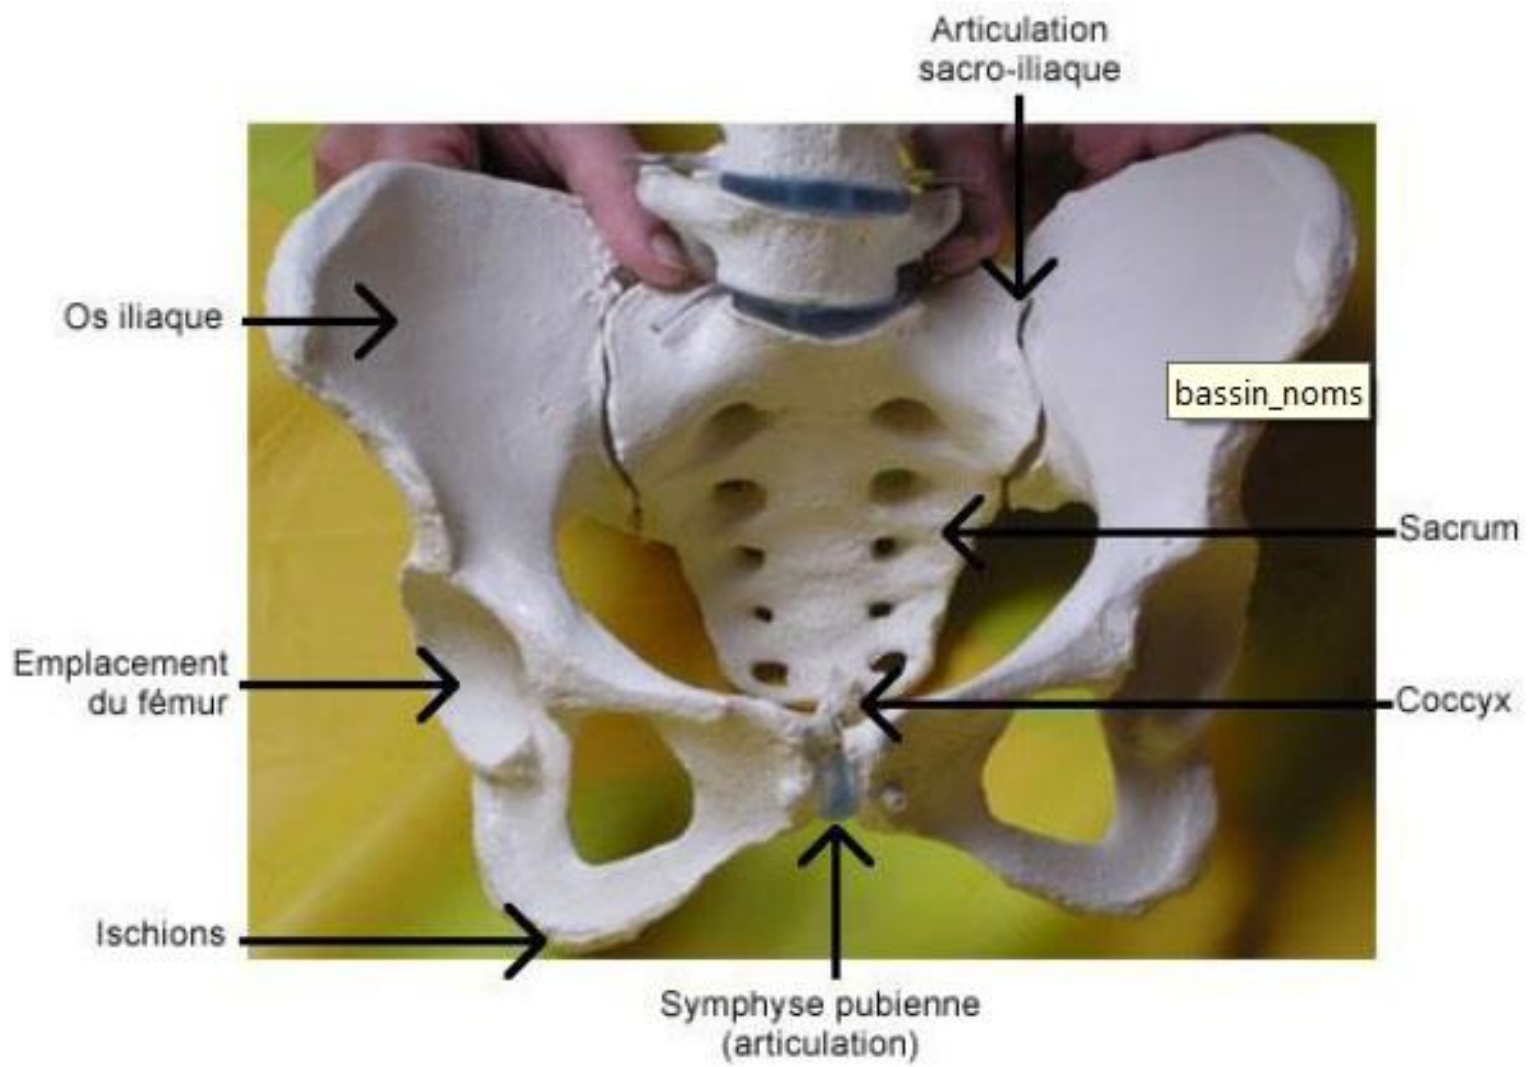 Articulation
sacro-iliaque
Os iliaque
bassin_noms
Sacrum
Emplacement
du fémur
Coccyx
Ischions
Symphyse pubienne
(articulation)